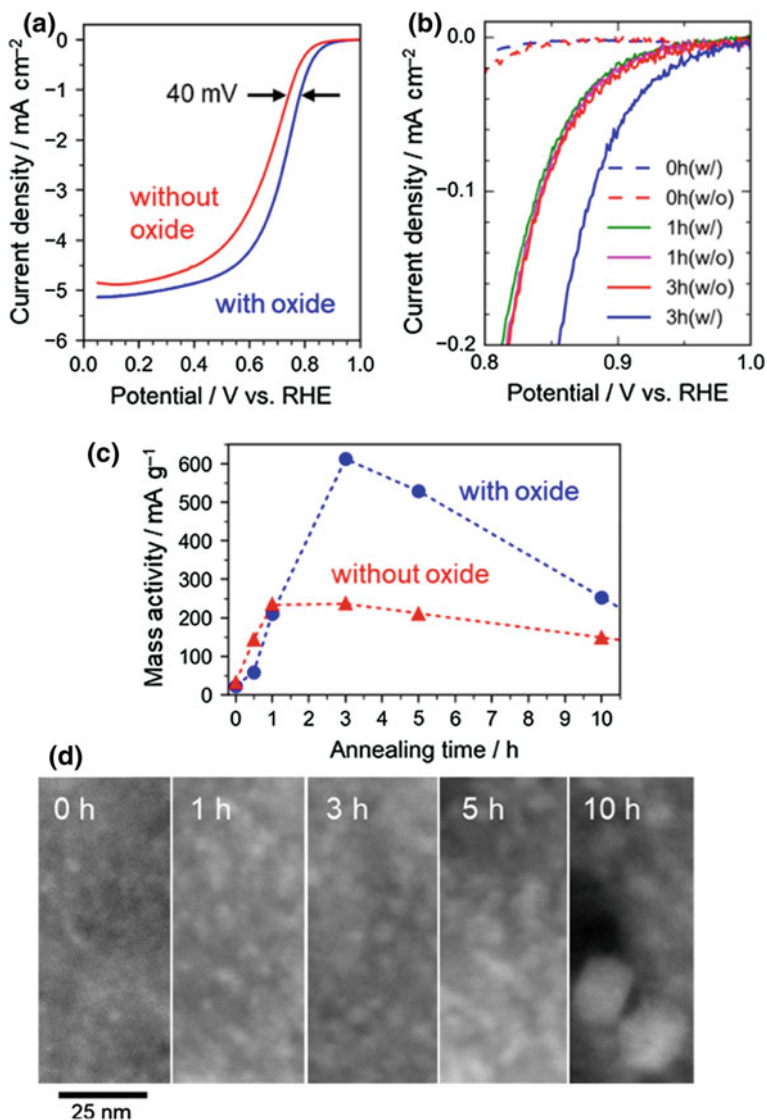 (a)
0
−1
−2
−3
−4
−5
−6
40 mV
without
oxide
with oxide
0.0 0.2 0.4 0.6 0.8 1.0
Current density / mA cm⁻²
Potential / V vs. RHE
(b)
0.0
−0.1
−0.2
0h(w/)
0h(w/o)
1h(w/)
1h(w/o)
3h(w/o)
3h(w/)
0.8 0.9 1.0
Current density / mA cm⁻²
Potential / V vs. RHE
(c)
600
500
400
300
200
100
0
with oxide
without oxide
0 1 2 3 4 5 6 7 8 9 10
Mass activity / mA g⁻¹
Annealing time / h
(d)
0 h 1 h 3 h 5 h 10 h
25 nm